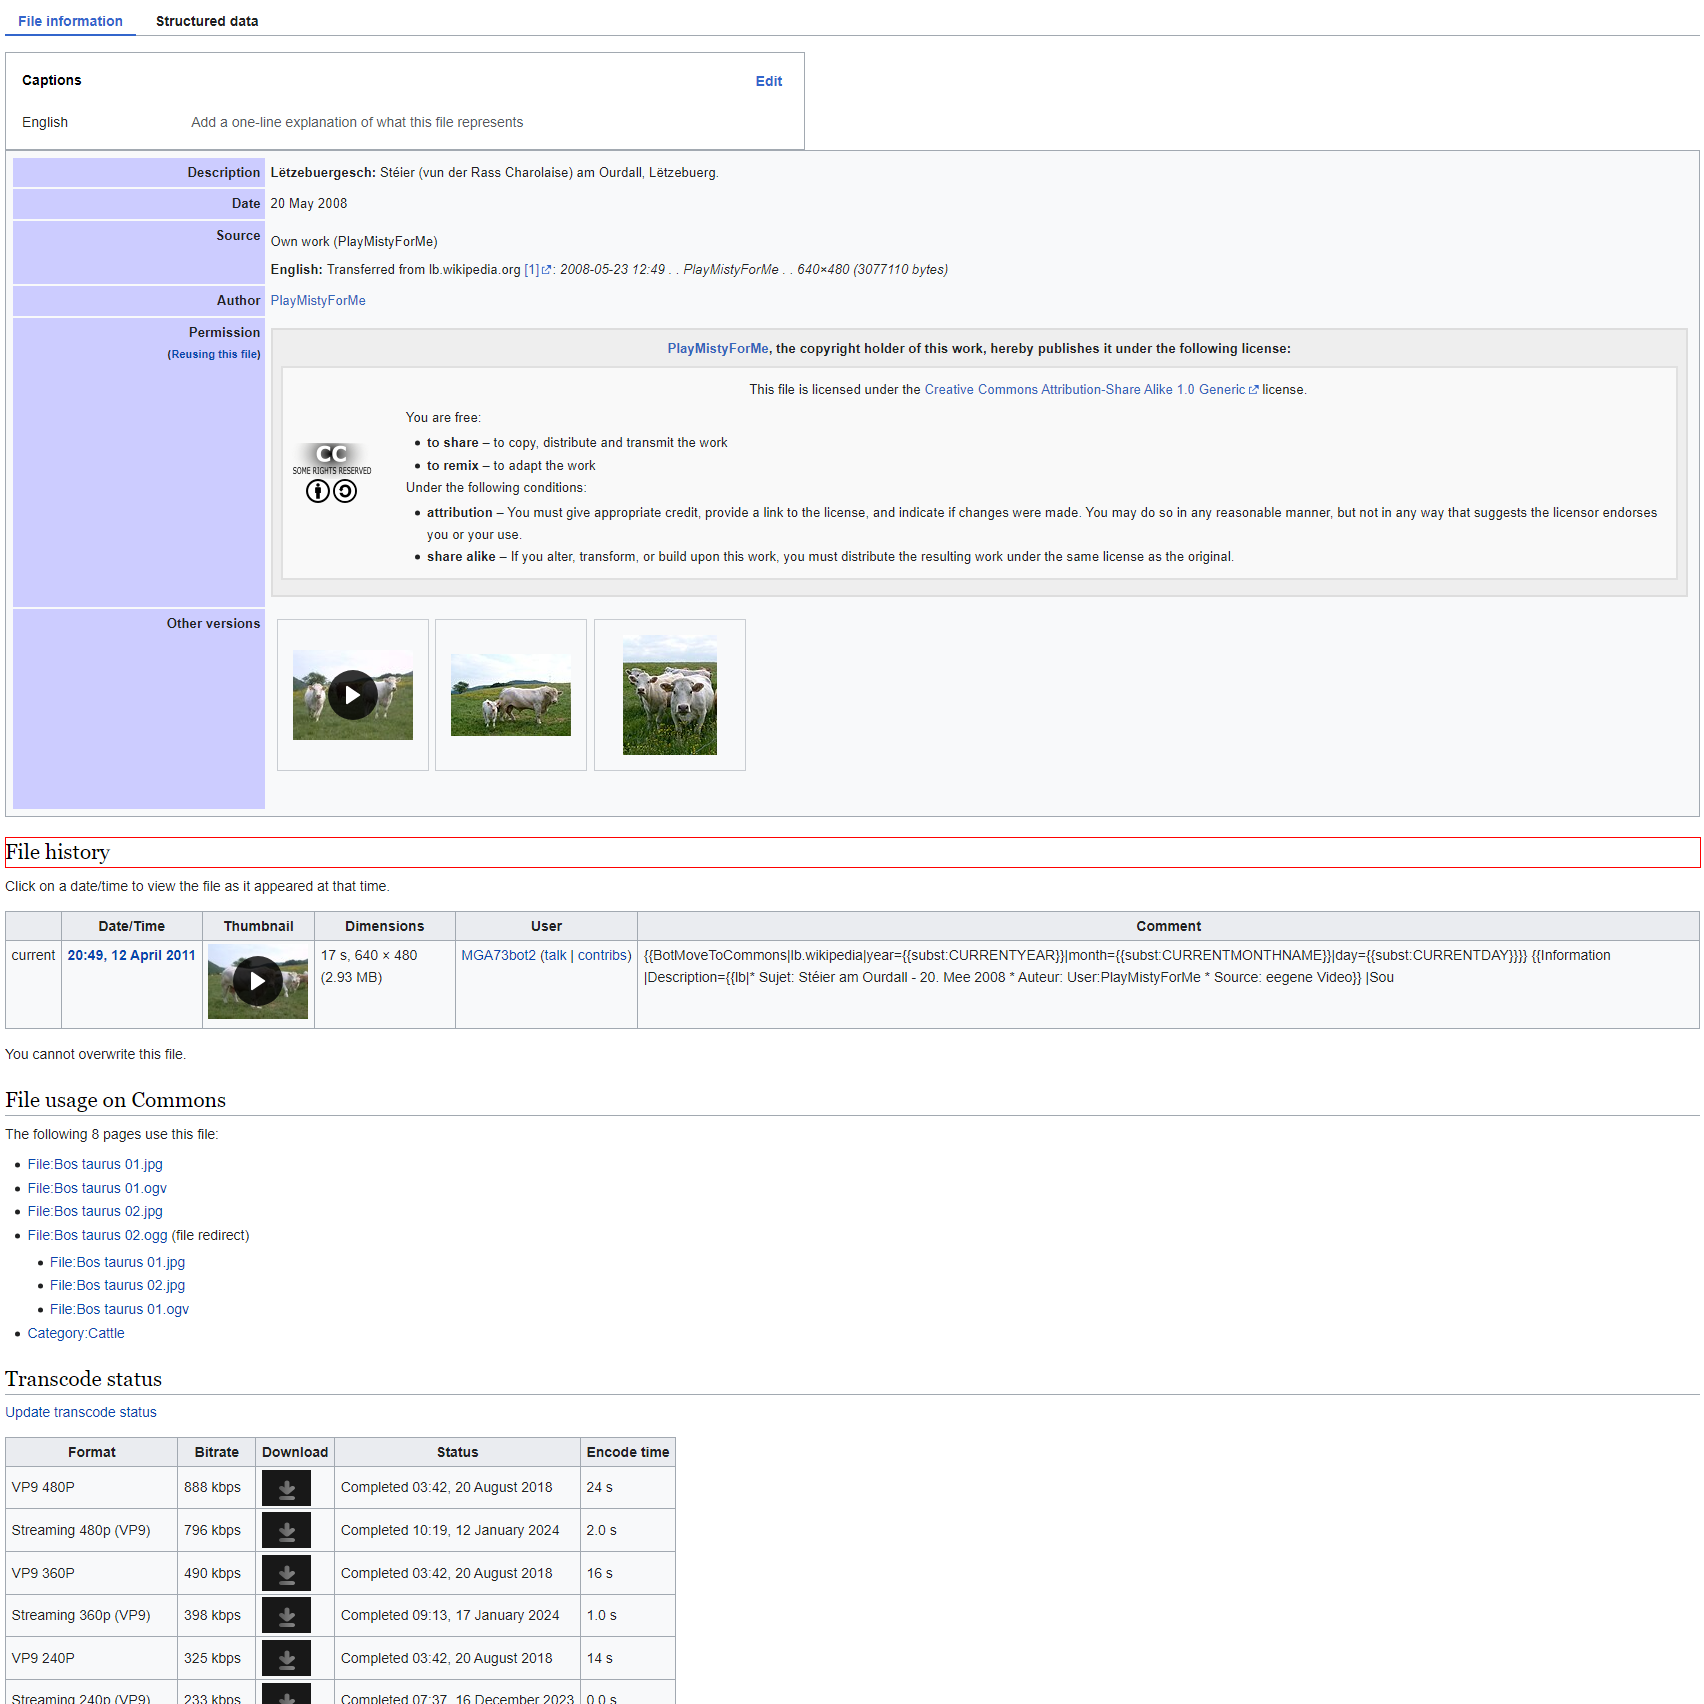 File information Structured data
Captions Edit
English Add a one-line explanation of what this file represents
Description Lëtzebuergesch: Stéier (vun der Rass Charolaise) am Ourdall, Lëtzebuerg.
Date 20 May 2008
Source Own work (PlayMistyForMe)
English: Transferred from lb.wikipedia.org [1]: 2008-05-23 12:49 . . PlayMistyForMe . . 640×480 (3077110 bytes)
Author PlayMistyForMe
Permission
(Reusing this file)
PlayMistyForMe, the copyright holder of this work, hereby publishes it under the following license:
This file is licensed under the Creative Commons Attribution-Share Alike 1.0 Generic license.
CC
SOME RIGHTS RESERVED
You are free:
• to share – to copy, distribute and transmit the work
• to remix – to adapt the work
Under the following conditions:
• attribution – You must give appropriate credit, provide a link to the license, and indicate if changes were made. You may do so in any reasonable manner, but not in any way that suggests the licensor endorses
you or your use.
• share alike – If you alter, transform, or build upon this work, you must distribute the resulting work under the same license as the original.
Other versions
File history
Click on a date/time to view the file as it appeared at that time.
Date/Time Thumbnail Dimensions User Comment
current 20:49, 12 April 2011 17 s, 640 × 480 MGA73bot2 (talk | contribs) {{BotMoveToCommons|lb.wikipedia|year={{subst:CURRENTYEAR}}|month={{subst:CURRENTMONTHNAME}}|day={{subst:CURRENTDAY}}}} {{Information
(2.93 MB) |Description={{lb|* Sujet: Stéier am Ourdall - 20. Mee 2008 * Auteur: User:PlayMistyForMe * Source: eegene Video}} |Sou
You cannot overwrite this file.
File usage on Commons
The following 8 pages use this file:
• File:Bos taurus 01.jpg
• File:Bos taurus 01.ogv
• File:Bos taurus 02.jpg
• File:Bos taurus 02.ogg (file redirect)
• File:Bos taurus 01.jpg
• File:Bos taurus 02.jpg
• File:Bos taurus 01.ogv
• Category:Cattle
Transcode status
Update transcode status
Format Bitrate Download Status Encode time
VP9 480P 888 kbps Completed 03:42, 20 August 2018 24 s
Streaming 480p (VP9) 796 kbps Completed 10:19, 12 January 2024 2.0 s
VP9 360P 490 kbps Completed 03:42, 20 August 2018 16 s
Streaming 360p (VP9) 398 kbps Completed 09:13, 17 January 2024 1.0 s
VP9 240P 325 kbps Completed 03:42, 20 August 2018 14 s
Streaming 240p (VP9) 233 kbps Completed 07:37, 16 December 2023 0.0 s